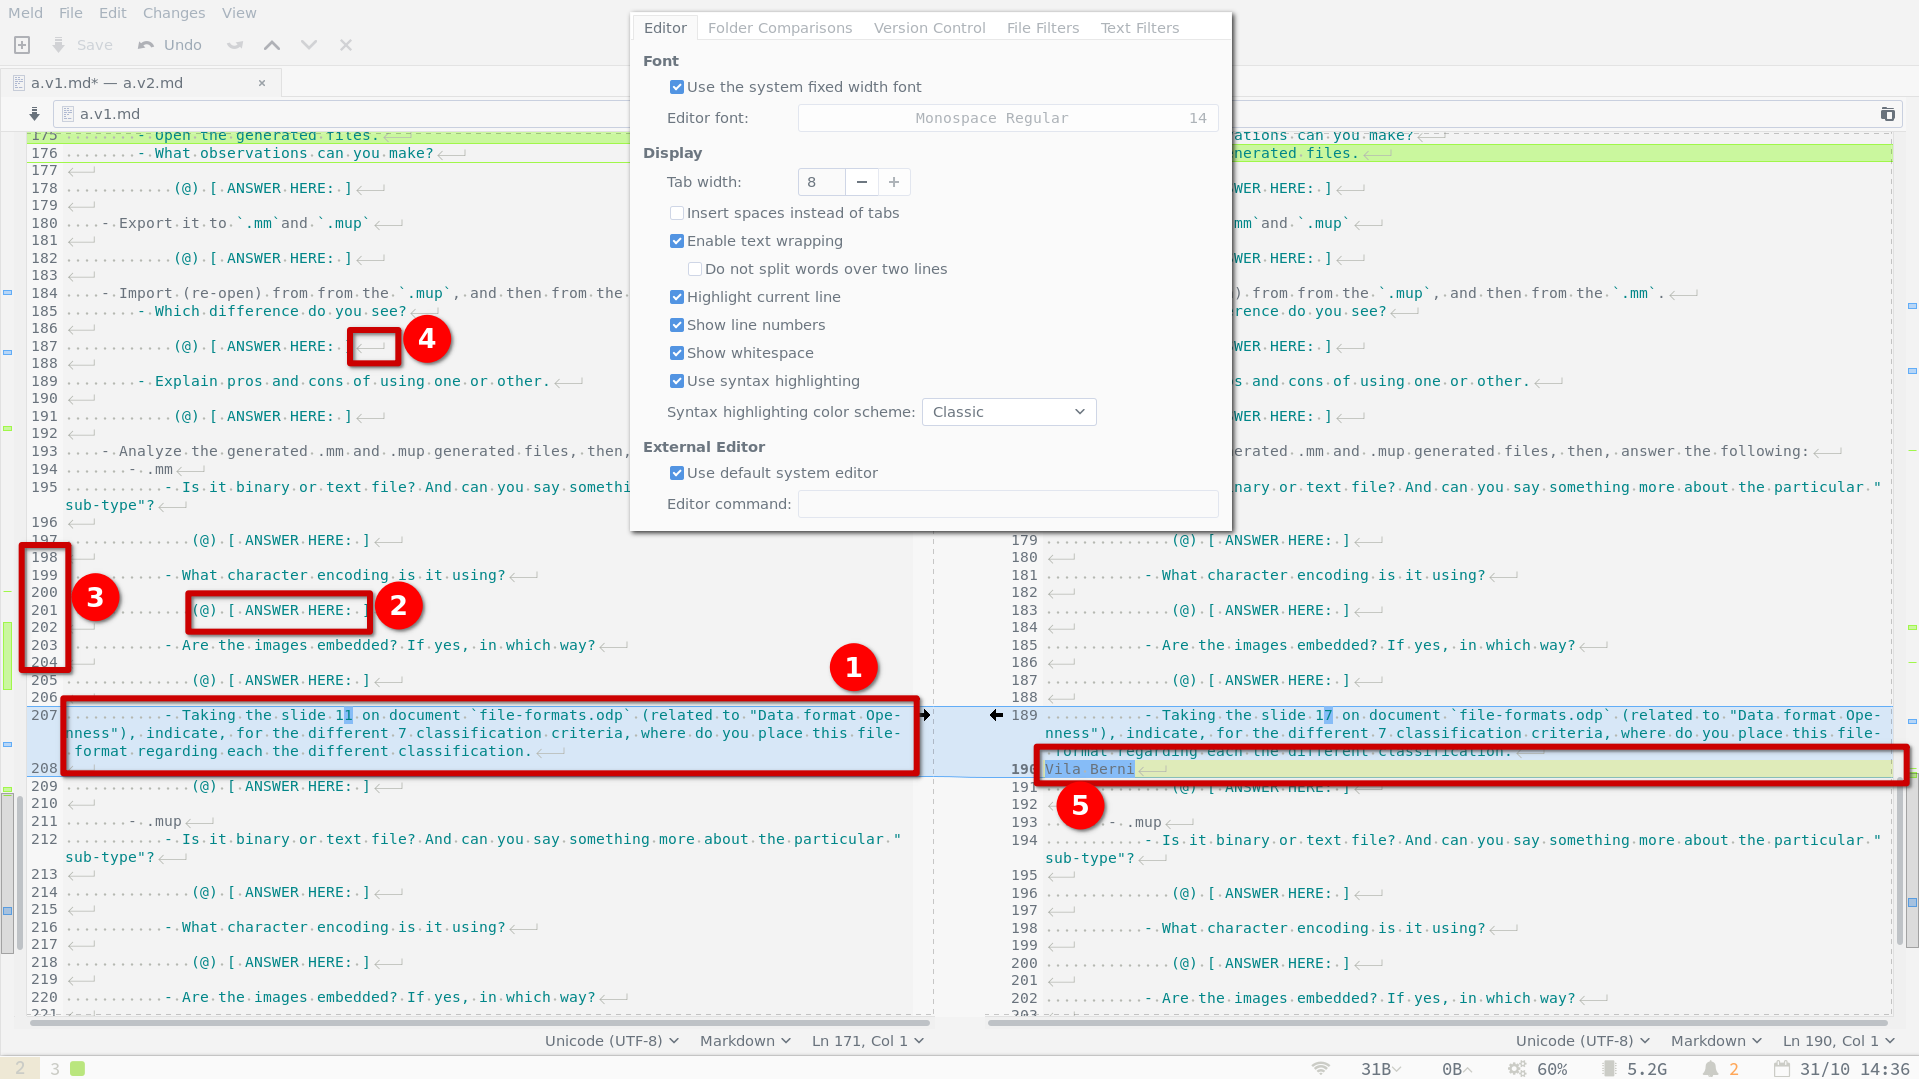 Meld File Edit Changes View
Save Undo
a.v1.md* — a.v2.md ×
a.v1.md
Editor Folder Comparisons Version Control File Filters Text Filters
Font
Use the system fixed width font
Editor font: Monospace Regular 14
Display
Tab width: 8
Insert spaces instead of tabs
Enable text wrapping
Do not split words over two lines
Highlight current line
Show line numbers
Show whitespace
Use syntax highlighting
Syntax highlighting color scheme: Classic
External Editor
Use default system editor
Editor command:
175 - Open the generated files.
176 - What observations can you make?
177
178 (@) [ ANSWER HERE: ]
179
180 - Export it to `.mm`and `.mup`
181
182 (@) [ ANSWER HERE: ]
183
184 - Import (re-open) from from the `.mup`, and then from the
185 - Which difference do you see?
186
187 (@) [ ANSWER HERE:
4
188
189 - Explain pros and cons of using one or other.
190
191 (@) [ ANSWER HERE: ]
192
193 - Analyze the generated .mm and .mup generated files, then,
194 - .mm
195 - Is it binary or text file? And can you say somethi
sub-type"?
196
197 (@) [ ANSWER HERE: ]
198
199 - What character encoding is it using?
200
3
201 (@) [ ANSWER HERE: ]
2
202
203 - Are the images embedded? If yes, in which way?
204
205 (@) [ ANSWER HERE: ]
1
206
207 - Taking the slide 11 on document `file-formats.odp` (related to "Data format Ope-
nness"), indicate, for the different 7 classification criteria, where do you place this file-
format regarding each the different classification.
208
209 (@) [ ANSWER HERE: ]
210
211 - .mup
212 - Is it binary or text file? And can you say something more about the particular "
sub-type"?
213
214 (@) [ ANSWER HERE: ]
215
216 - What character encoding is it using?
217
218 (@) [ ANSWER HERE: ]
219
220 - Are the images embedded? If yes, in which way?
221
ations can you make?
nerated files.
WER HERE: ]
mm`and `.mup`
WER HERE: ]
) from from the `.mup`, and then from the `.mm`.
rence do you see?
WER HERE: ]
s and cons of using one or other.
WER HERE: ]
erated .mm and .mup generated files, then, answer the following:
nary or text file? And can you say something more about the particular "
179 (@) [ ANSWER HERE: ]
180
181 - What character encoding is it using?
182
183 (@) [ ANSWER HERE: ]
184
185 - Are the images embedded? If yes, in which way?
186
187 (@) [ ANSWER HERE: ]
188
189 - Taking the slide 17 on document `file-formats.odp` (related to "Data format Ope-
nness"), indicate, for the different 7 classification criteria, where do you place this file-
format regarding each the different classification.
190 Vila Berni
191 (@) [ ANSWER HERE: ]
5
192
193 - .mup
194 - Is it binary or text file? And can you say something more about the particular "
sub-type"?
195
196 (@) [ ANSWER HERE: ]
197
198 - What character encoding is it using?
199
200 (@) [ ANSWER HERE: ]
201
202 - Are the images embedded? If yes, in which way?
203
Unicode (UTF-8) Markdown Ln 171, Col 1
Unicode (UTF-8) Markdown Ln 190, Col 1
2 3
31B 0B 60% 5.2G 2 31/10 14:36